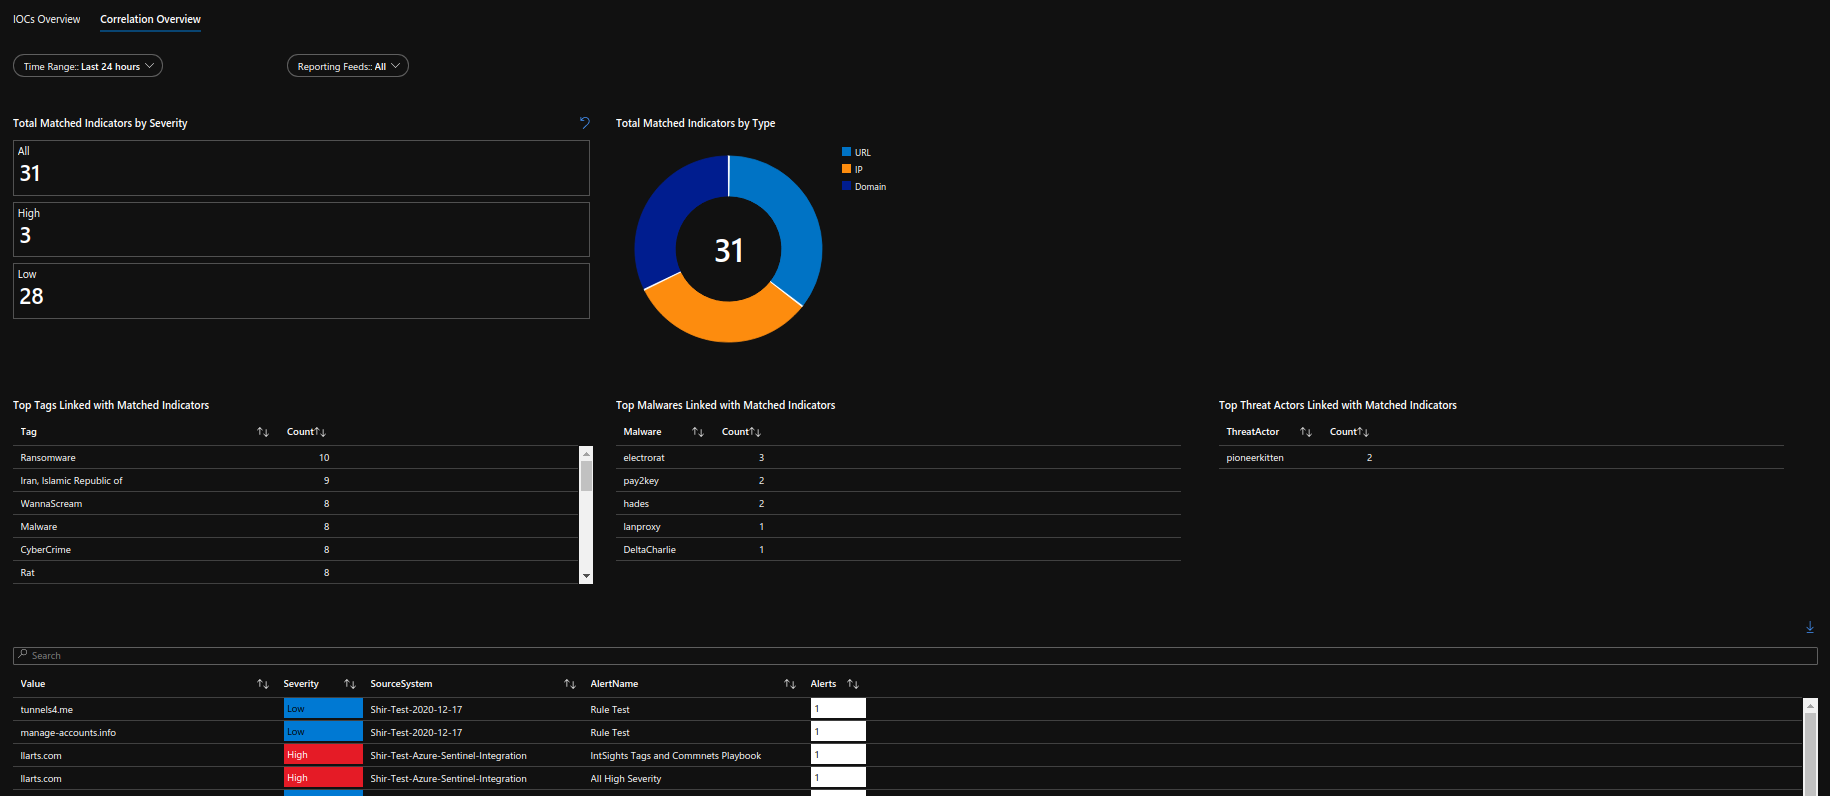 IOCs Overview Correlation Overview
Time Range:: Last 24 hours Reporting Feeds:: All
Total Matched Indicators by Severity
All
31
High
3
Low
28
Total Matched Indicators by Type
31
URL
IP
Domain
Top Tags Linked with Matched Indicators
Tag Count
Ransomware 10
Iran, Islamic Republic of 9
WannaScream 8
Malware 8
CyberCrime 8
Rat 8
Top Malwares Linked with Matched Indicators
Malware Count
electrorat 3
pay2key 2
hades 2
lanproxy 1
DeltaCharlie 1
Top Threat Actors Linked with Matched Indicators
ThreatActor Count
pioneerkitten 2
Search
Value Severity SourceSystem AlertName Alerts
tunnels4.me Low Shir-Test-2020-12-17 Rule Test 1
manage-accounts.info Low Shir-Test-2020-12-17 Rule Test 1
llarts.com High Shir-Test-Azure-Sentinel-Integration IntSights Tags and Commnets Playbook 1
llarts.com High Shir-Test-Azure-Sentinel-Integration All High Severity 1